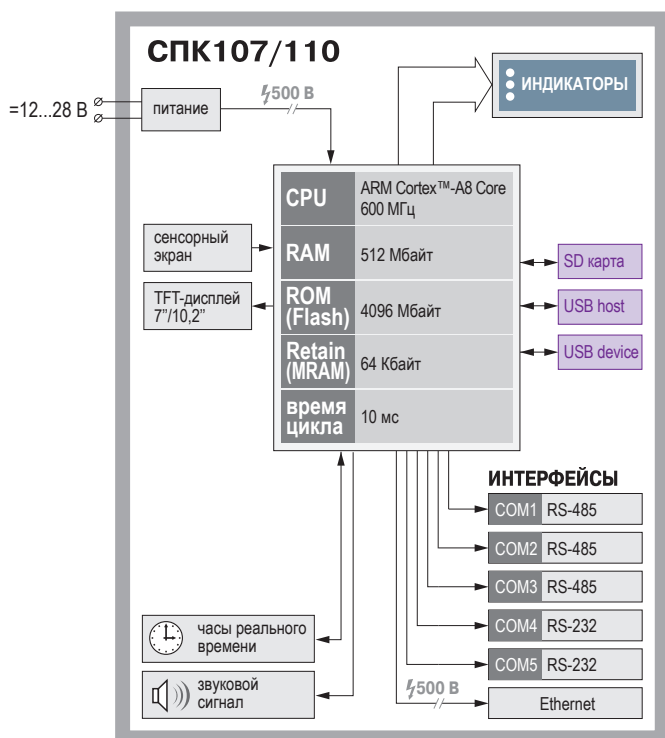 СПК107/110
=12...28 В
питание
500 В
ИНДИКАТОРЫ
CPU
ARM Cortex™-A8 Core
600 МГц
сенсорный
экран
RAM
512 Мбайт
SD карта
TFT-дисплей
7”/10,2”
ROM
(Flash)
4096 Мбайт
USB host
Retain
(MRAM)
64 Кбайт
USB device
время
цикла
10 мс
ИНТЕРФЕЙСЫ
COM1 RS-485
COM2 RS-485
COM3 RS-485
COM4 RS-232
COM5 RS-232
часы реального
времени
звуковой
сигнал
500 В
Ethernet